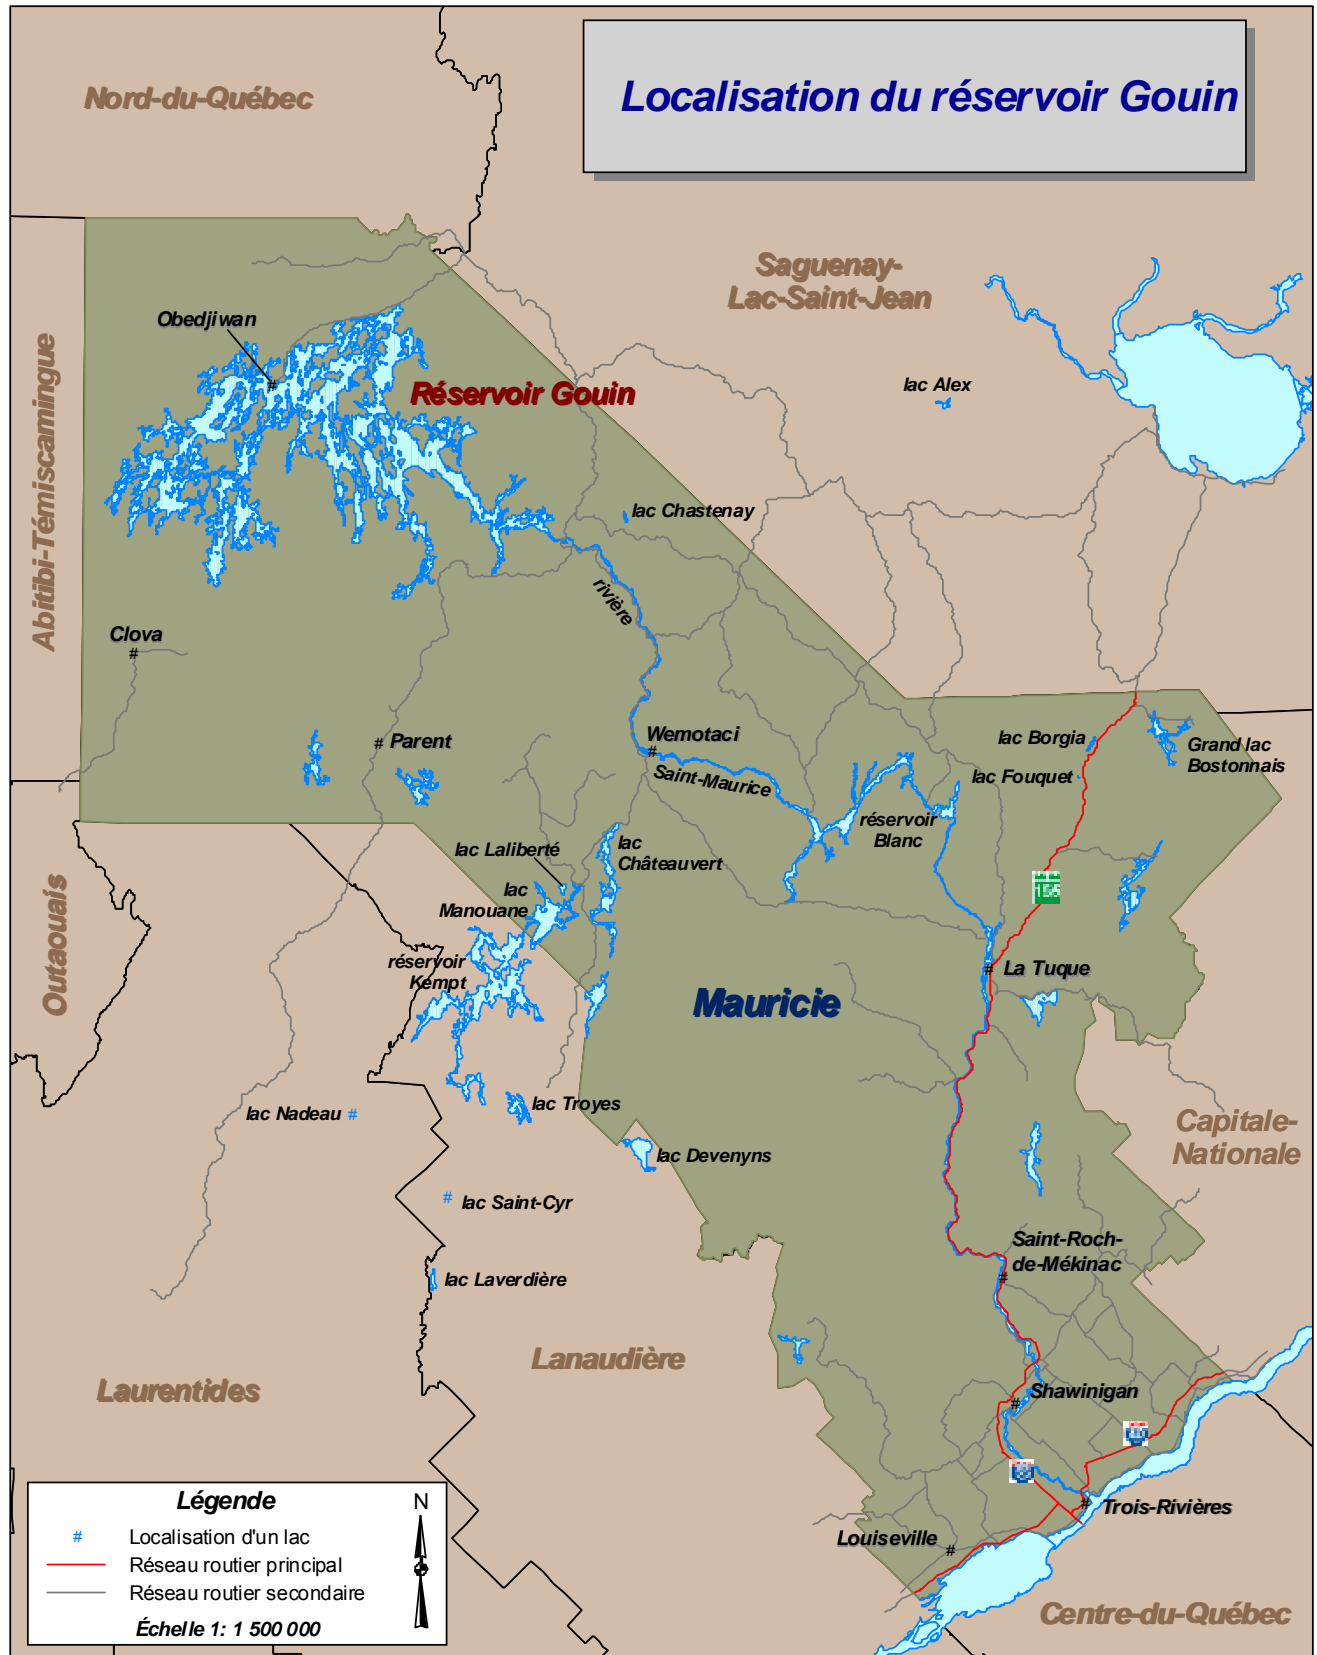 Localisation du réservoir Gouin
Nord-du-Québec
Saguenay-
Lac-Saint-Jean
Abitibi-Témiscamingue
Obedjiwan
#
Réservoir Gouin
lac Alex
lac Chastenay
rivière
Clova
#
# Parent
Wemotaci
#
Saint-Maurice
lac Borgia
lac Fouquet
Grand lac
Bostonnais
réservoir
Blanc
lac Laliberté
lac
Châteauvert
lac
Manouane
réservoir
Kempt
155
Outaouais
# La Tuque
Mauricie
lac Nadeau #
lac Troyes
lac Devenyns
Capitale-
Nationale
# lac Saint-Cyr
Saint-Roch-
de-Mékinac
#
lac Laverdière
Lanaudière
Laurentides
Shawinigan
#
# Trois-Rivières
Louiseville
#
Centre-du-Québec
Légende
N
# Localisation d'un lac
Réseau routier principal
Réseau routier secondaire
Échelle 1: 1 500 000